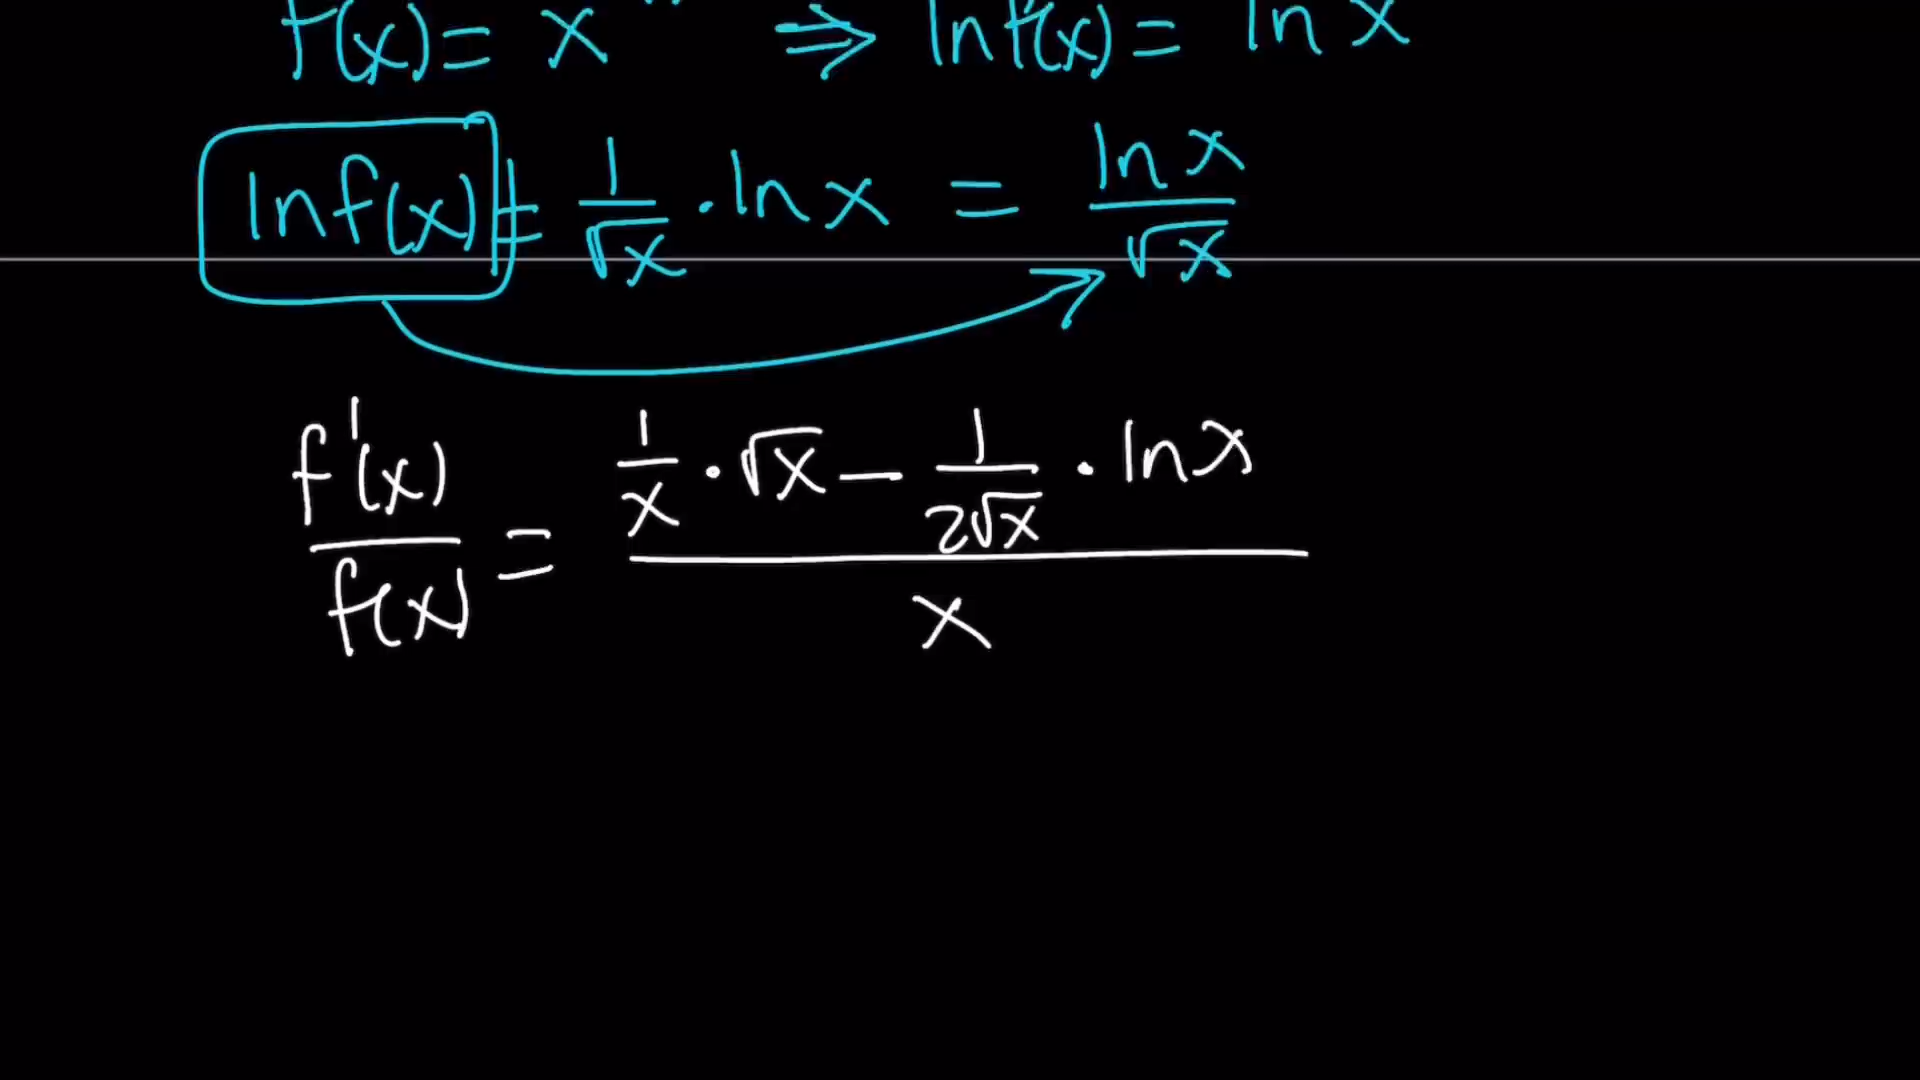 f(x) = x ⇒ ln f(x) = ln x
ln f(x) = 1/√x · ln x = ln x/√x
f'(x)/f(x) = (1/x · √x − 1/(2√x) · ln x)/x